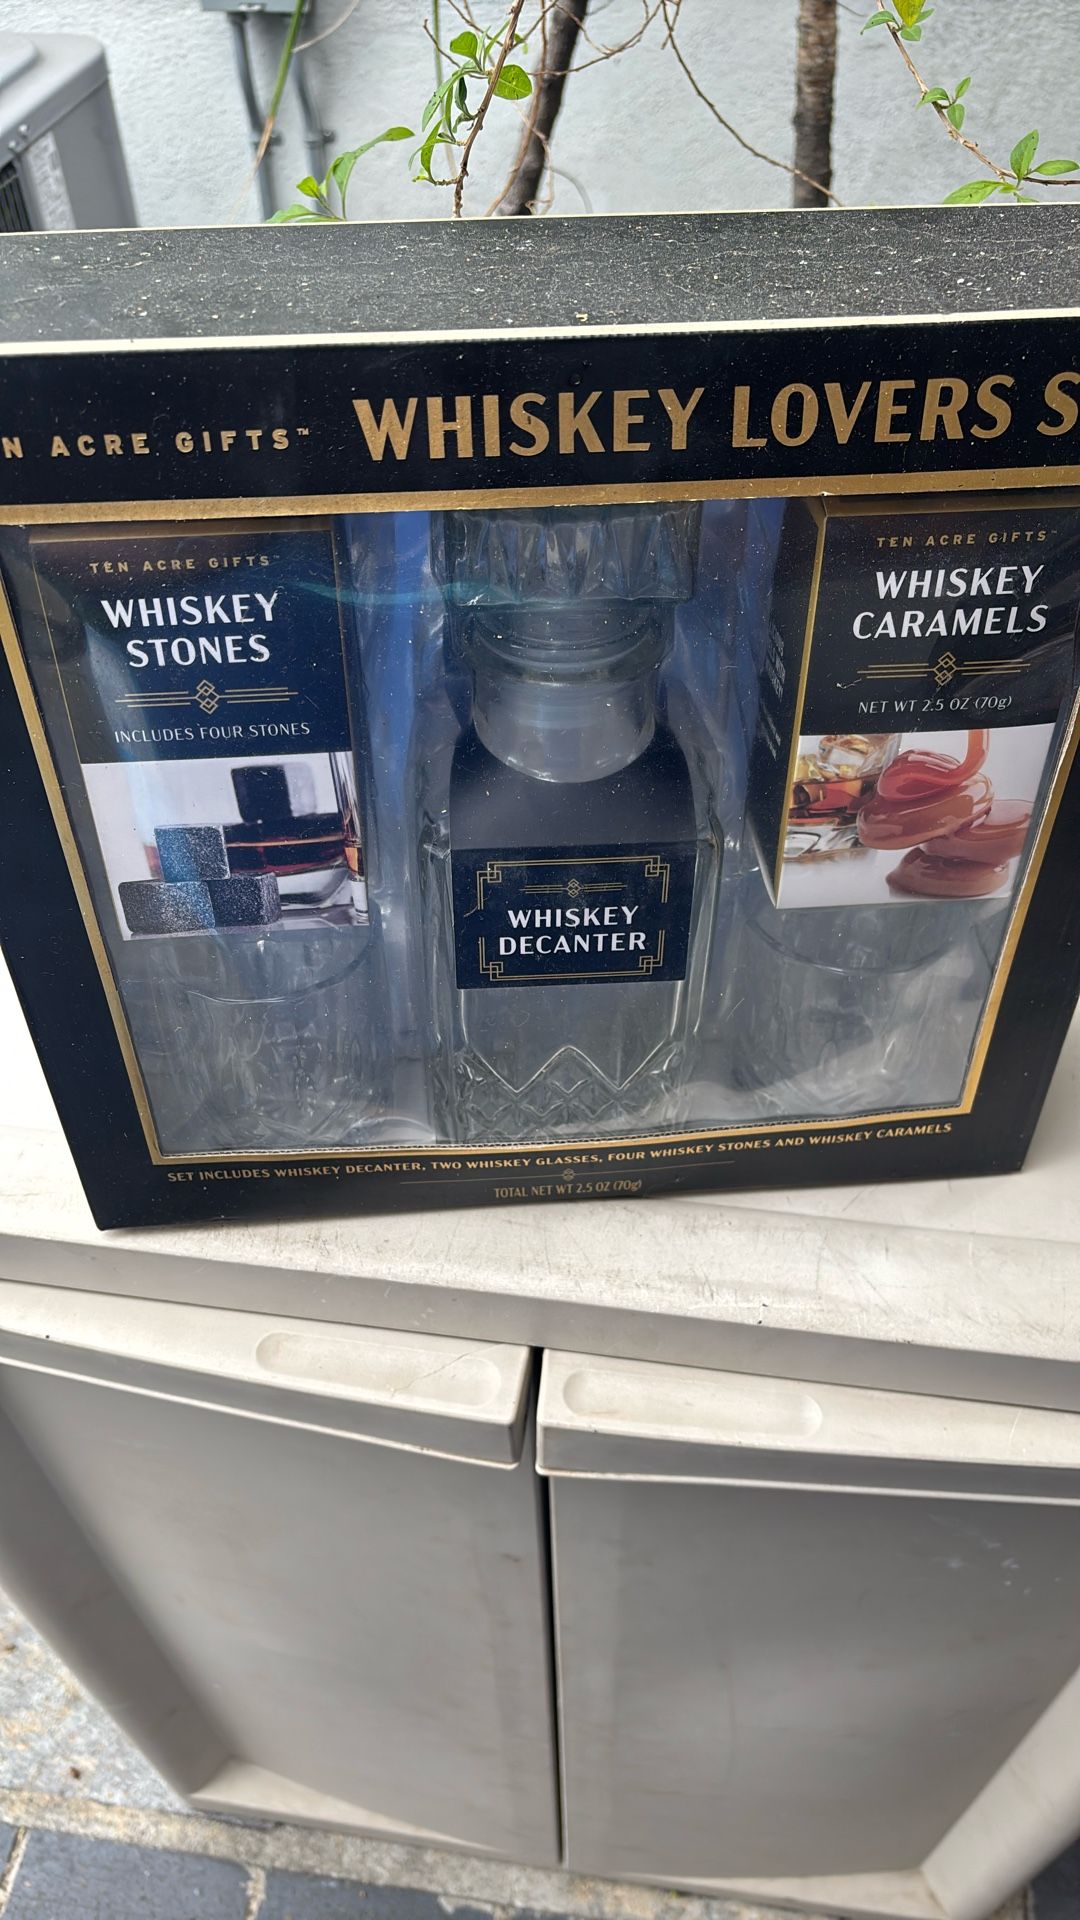 N ACRE GIFTS™ WHISKEY LOVERS S
TEN ACRE GIFTS™
WHISKEY
STONES
INCLUDES FOUR STONES
WHISKEY
DECANTER
TEN ACRE GIFTS™
WHISKEY
CARAMELS
NET WT 2.5 OZ (70g)
SET INCLUDES WHISKEY DECANTER, TWO WHISKEY GLASSES, FOUR WHISKEY STONES AND WHISKEY CARAMELS
TOTAL NET WT 2.5 OZ (70g)